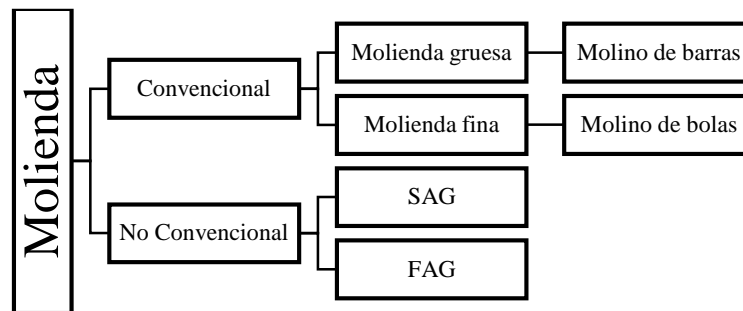 Molienda
Convencional
Molienda gruesa
Molino de barras
Molienda fina
Molino de bolas
No Convencional
SAG
FAG